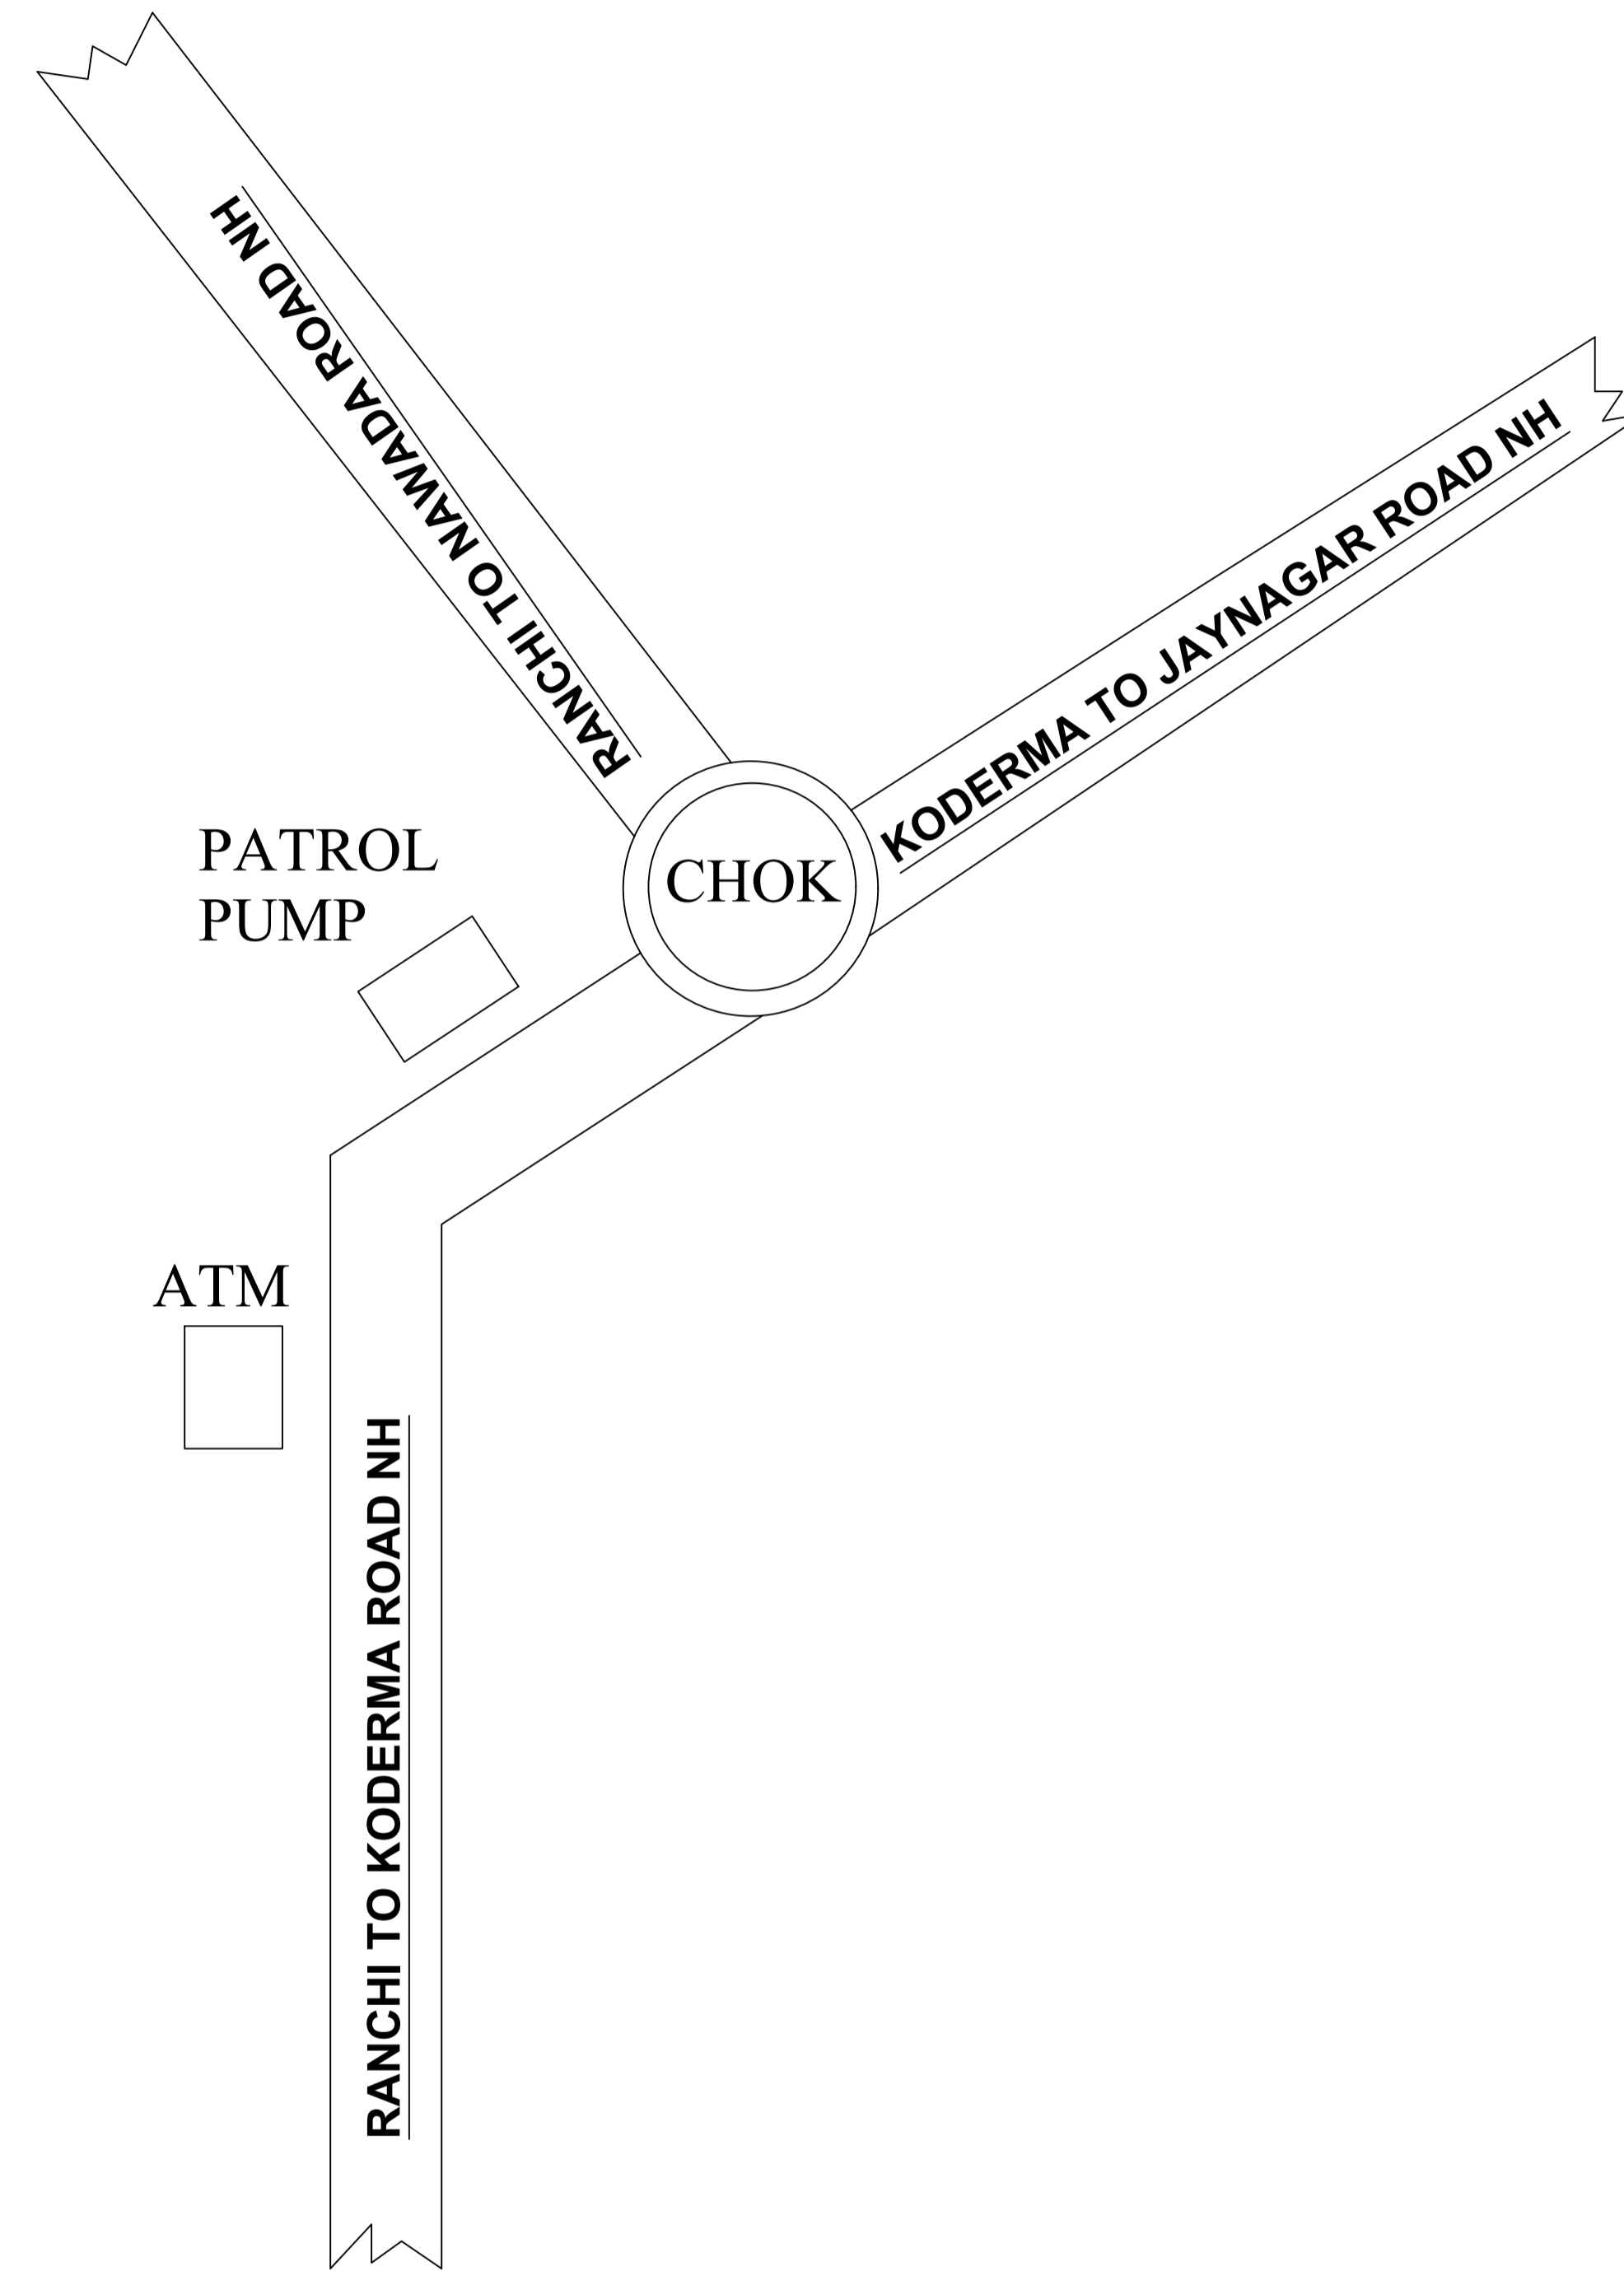 RANCHI TO NAWADA ROAD NH
KODERMA TO JAYNAGAR ROAD NH
PATROL
PUMP
CHOK
ATM
RANCHI TO KODERMA ROAD NH